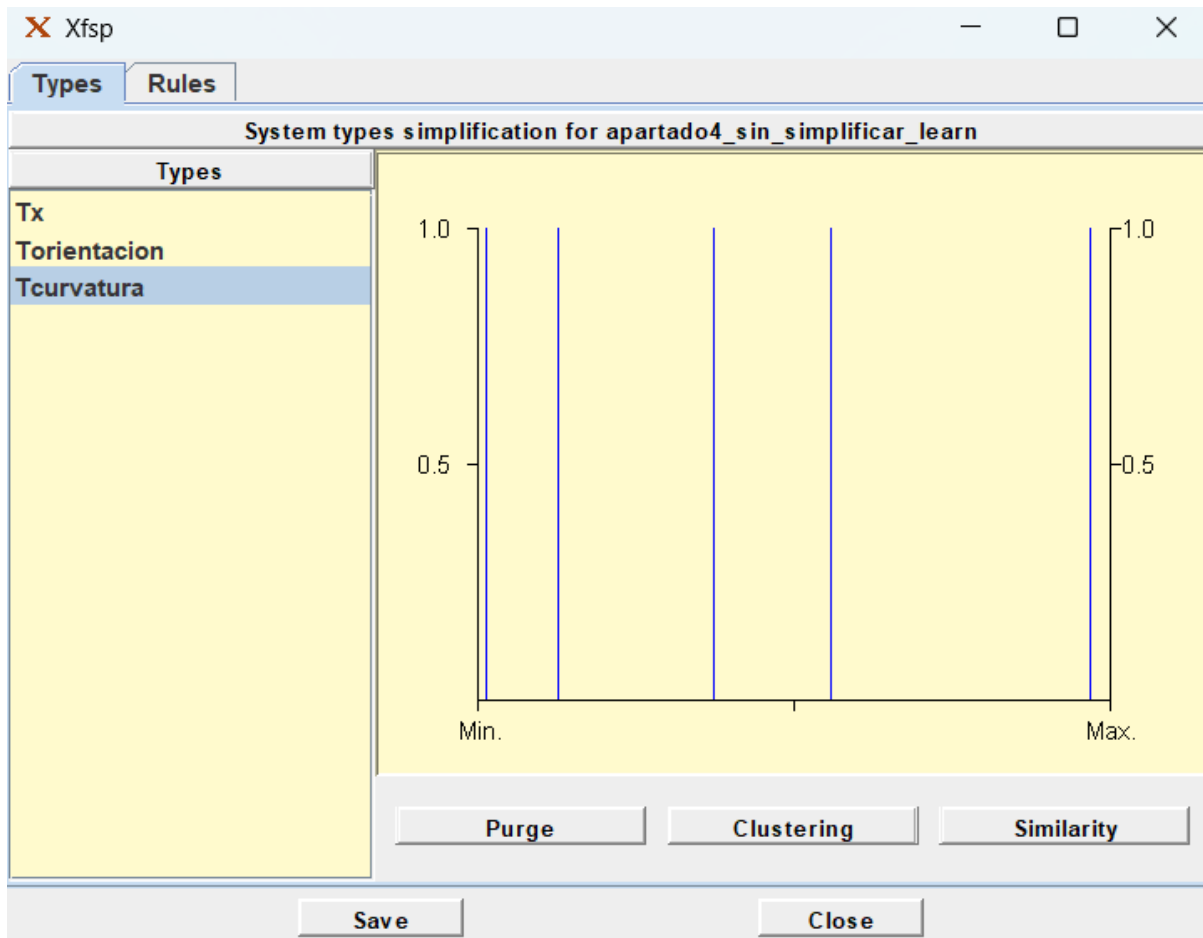 Xfsp
Types Rules
System types simplification for apartado4_sin_simplificar_learn
Types
Tx
Torientacion
Tcurvatura
1.0 1.0
0.5 0.5
Min. Max.
Purge Clustering Similarity
Save Close